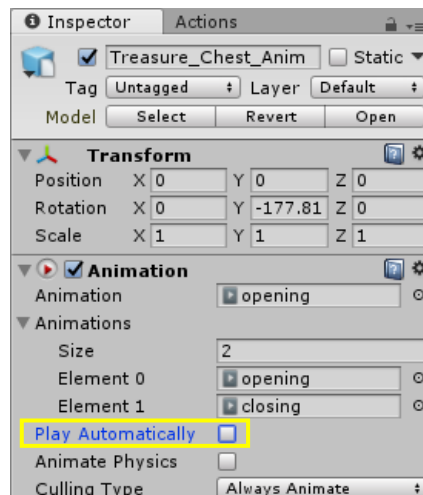 Inspector Actions
Treasure_Chest_Anim Static
Tag Untagged Layer Default
Model Select Revert Open
Transform
Position X 0 Y 0 Z 0
Rotation X 0 Y -177.81 Z 0
Scale X 1 Y 1 Z 1
Animation
Animation opening
Animations
Size 2
Element 0 opening
Element 1 closing
Play Automatically
Animate Physics
Culling Type Always Animate